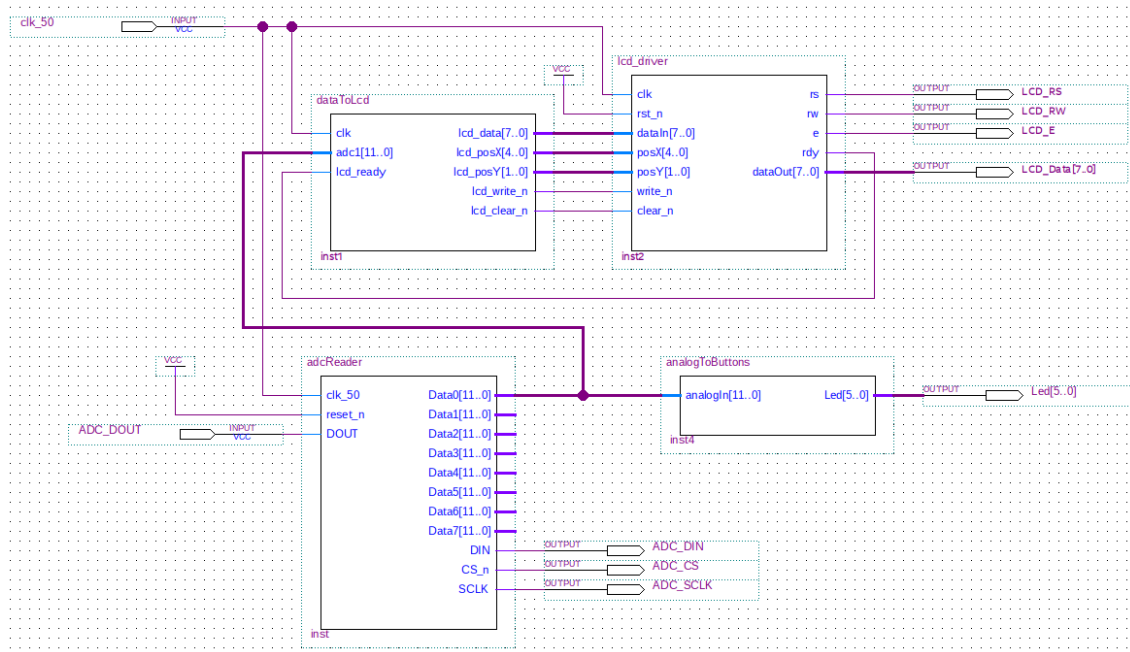 clk_50
INPUT
VCC
dataToLcd
clk
adc1[11..0]
lcd_ready
lcd_data[7..0]
lcd_posX[4..0]
lcd_posY[1..0]
lcd_write_n
lcd_clear_n
inst1
VCC
lcd_driver
clk
rst_n
dataIn[7..0]
posX[4..0]
posY[1..0]
write_n
clear_n
rs
rw
e
rdy
dataOut[7..0]
inst2
OUTPUT
LCD_RS
OUTPUT
LCD_RW
OUTPUT
LCD_E
OUTPUT
LCD_Data[7..0]
VCC
ADC_DOUT
INPUT
VCC
adcReader
clk_50
reset_n
DOUT
Data0[11..0]
Data1[11..0]
Data2[11..0]
Data3[11..0]
Data4[11..0]
Data5[11..0]
Data6[11..0]
Data7[11..0]
DIN
CS_n
SCLK
inst
OUTPUT
ADC_DIN
OUTPUT
ADC_CS
OUTPUT
ADC_SCLK
analogToButtons
analogIn[11..0]
Led[5..0]
inst4
OUTPUT
Led[5..0]